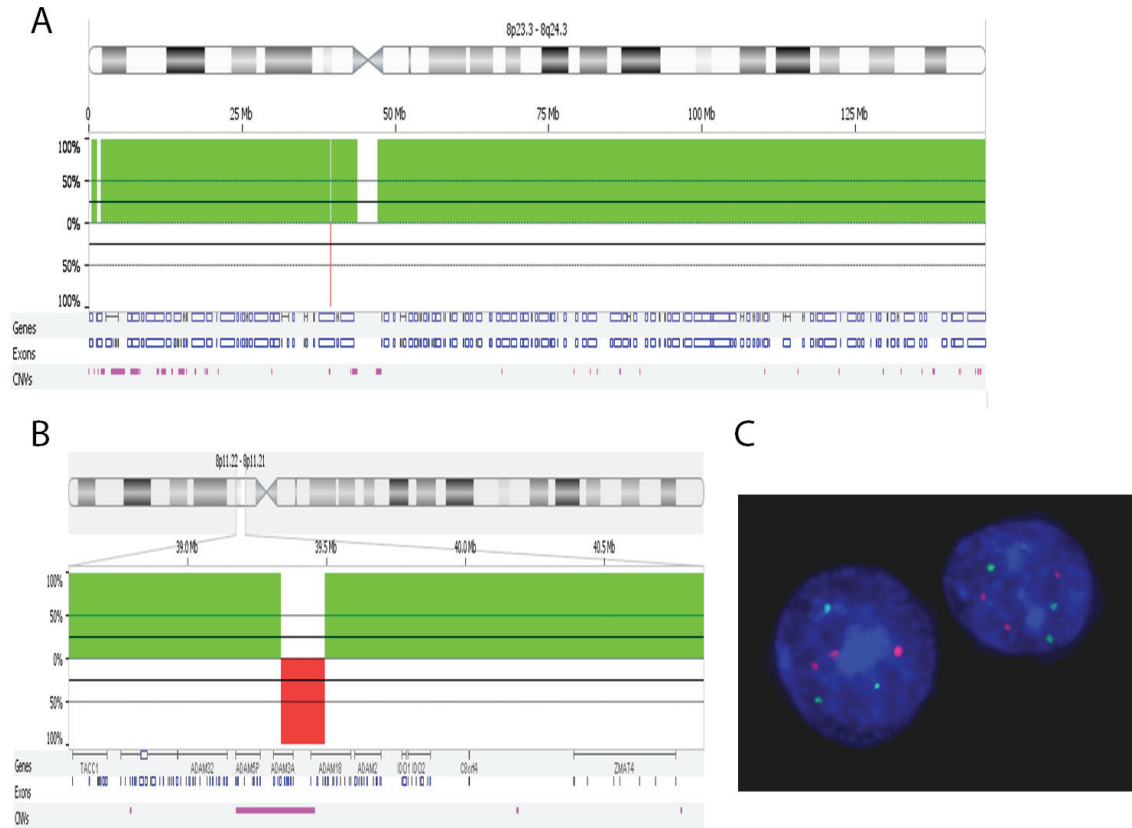 A
8p23.3 - 8q24.3
0 25 Mb 50 Mb 75 Mb 100 Mb 125 Mb
100%
50%
0%
50%
100%
Genes
Exons
CNVs
B
8p11.22 - 8p11.21
39.0 Mb 39.5 Mb 40.0 Mb 40.5 Mb
100%
50%
0%
50%
100%
Genes
TACC1 ADAM32 ADAM5P ADAM3A ADAM18 ADAM2 IDO1 IDO2 C8orf4 ZMAT4
Exons
CNVs
C